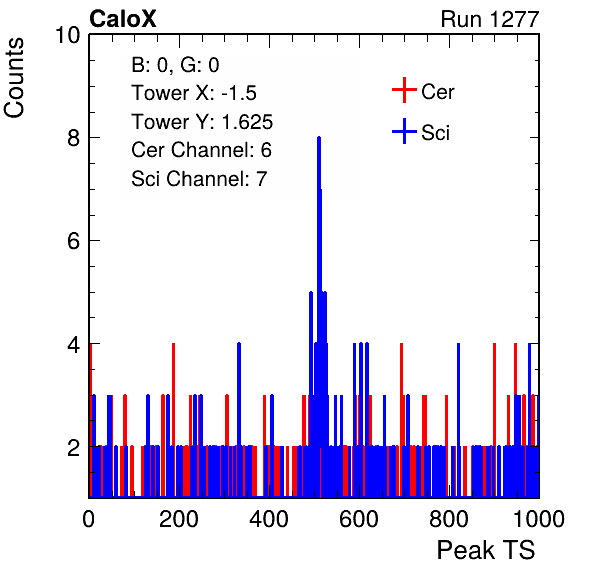 CaloX
Run 1277
Counts
10
8
6
4
2
B: 0, G: 0
Tower X: -1.5
Tower Y: 1.625
Cer Channel: 6
Sci Channel: 7
Cer
Sci
0 200 400 600 800 1000
Peak TS